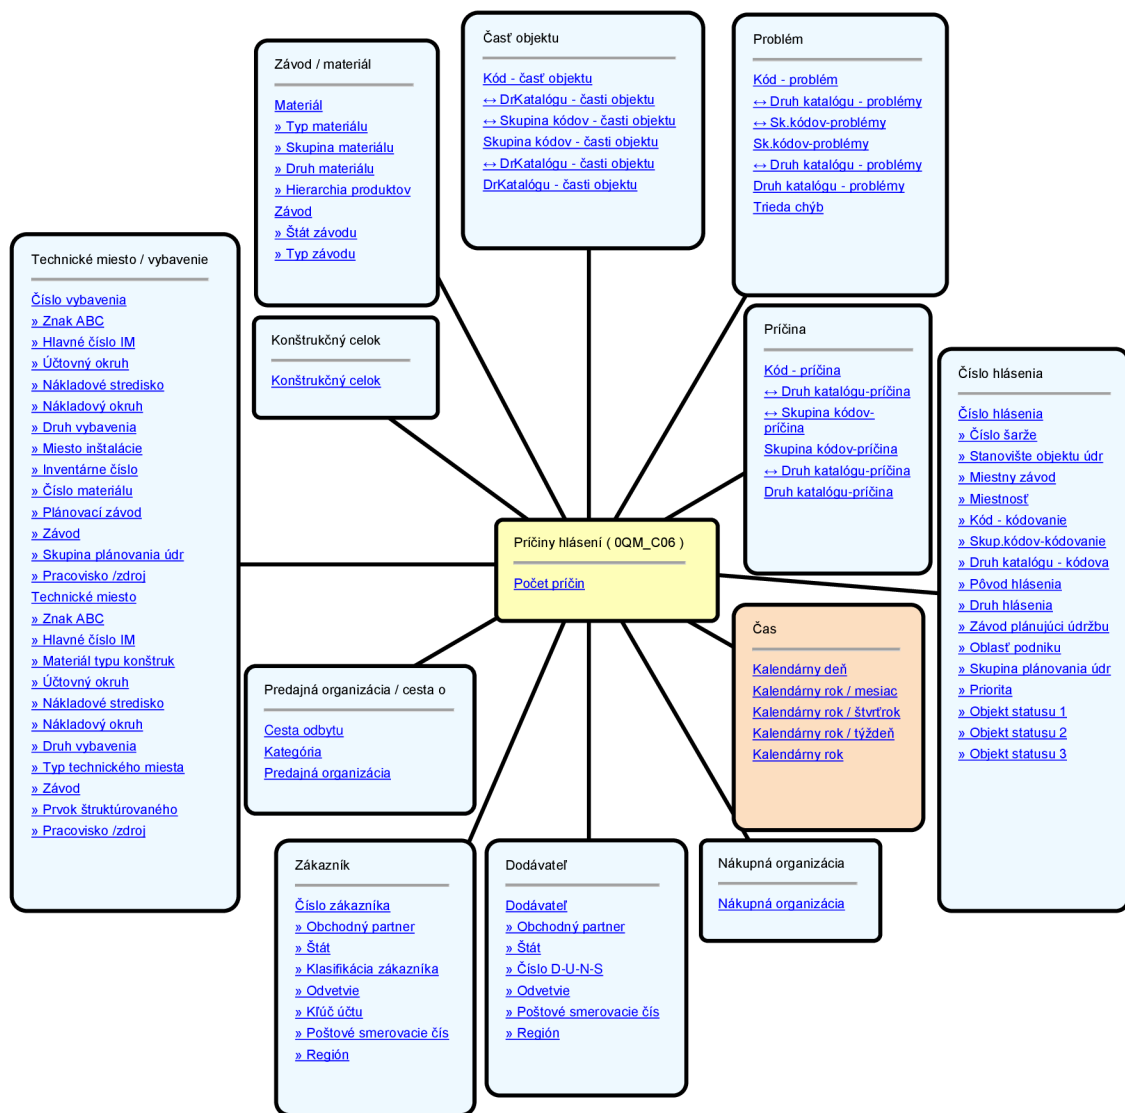 Časť objektu
Kód - časť objektu
↔ DrKatalógu - časti objektu
↔ Skupina kódov - časti objektu
Skupina kódov - časti objektu
↔ DrKatalógu - časti objektu
DrKatalógu - časti objektu
Problém
Kód - problém
↔ Druh katalógu - problémy
↔ Sk.kódov-problémy
Sk.kódov-problémy
↔ Druh katalógu - problémy
Druh katalógu - problémy
Trieda chýb
Závod / materiál
Materiál
» Typ materiálu
» Skupina materiálu
» Druh materiálu
» Hierarchia produktov
Závod
» Štát závodu
» Typ závodu
Technické miesto / vybavenie
Číslo vybavenia
» Znak ABC
» Hlavné číslo IM
» Účtovný okruh
» Nákladové stredisko
» Nákladový okruh
» Druh vybavenia
» Miesto inštalácie
» Inventárne číslo
» Číslo materiálu
» Plánovací závod
» Závod
» Skupina plánovania údr
» Pracovisko /zdroj
Technické miesto
» Znak ABC
» Hlavné číslo IM
» Materiál typu konštruk
» Účtovný okruh
» Nákladové stredisko
» Nákladový okruh
» Druh vybavenia
» Typ technického miesta
» Závod
» Prvok štruktúrovaného
» Pracovisko /zdroj
Konštrukčný celok
Konštrukčný celok
Príčina
Kód - príčina
↔ Druh katalógu-príčina
↔ Skupina kódov-
príčina
Skupina kódov-príčina
↔ Druh katalógu-príčina
Druh katalógu-príčina
Číslo hlásenia
Číslo hlásenia
» Číslo šarže
» Stanovište objektu údr
» Miestny závod
» Miestnosť
» Kód - kódovanie
» Skup.kódov-kódovanie
» Druh katalógu - kódova
» Pôvod hlásenia
» Druh hlásenia
» Závod plánujúci údržbu
» Oblasť podniku
» Skupina plánovania údr
» Priorita
» Objekt statusu 1
» Objekt statusu 2
» Objekt statusu 3
Príčiny hlásení ( 0QM_C06 )
Počet príčin
Čas
Kalendárny deň
Kalendárny rok / mesiac
Kalendárny rok / štvrťrok
Kalendárny rok / týždeň
Kalendárny rok
Predajná organizácia / cesta o
Cesta odbytu
Kategória
Predajná organizácia
Zákazník
Číslo zákazníka
» Obchodný partner
» Štát
» Klasifikácia zákazníka
» Odvetvie
» Kľúč účtu
» Poštové smerovacie čís
» Región
Dodávateľ
Dodávateľ
» Obchodný partner
» Štát
» Číslo D-U-N-S
» Odvetvie
» Poštové smerovacie čís
» Región
Nákupná organizácia
Nákupná organizácia